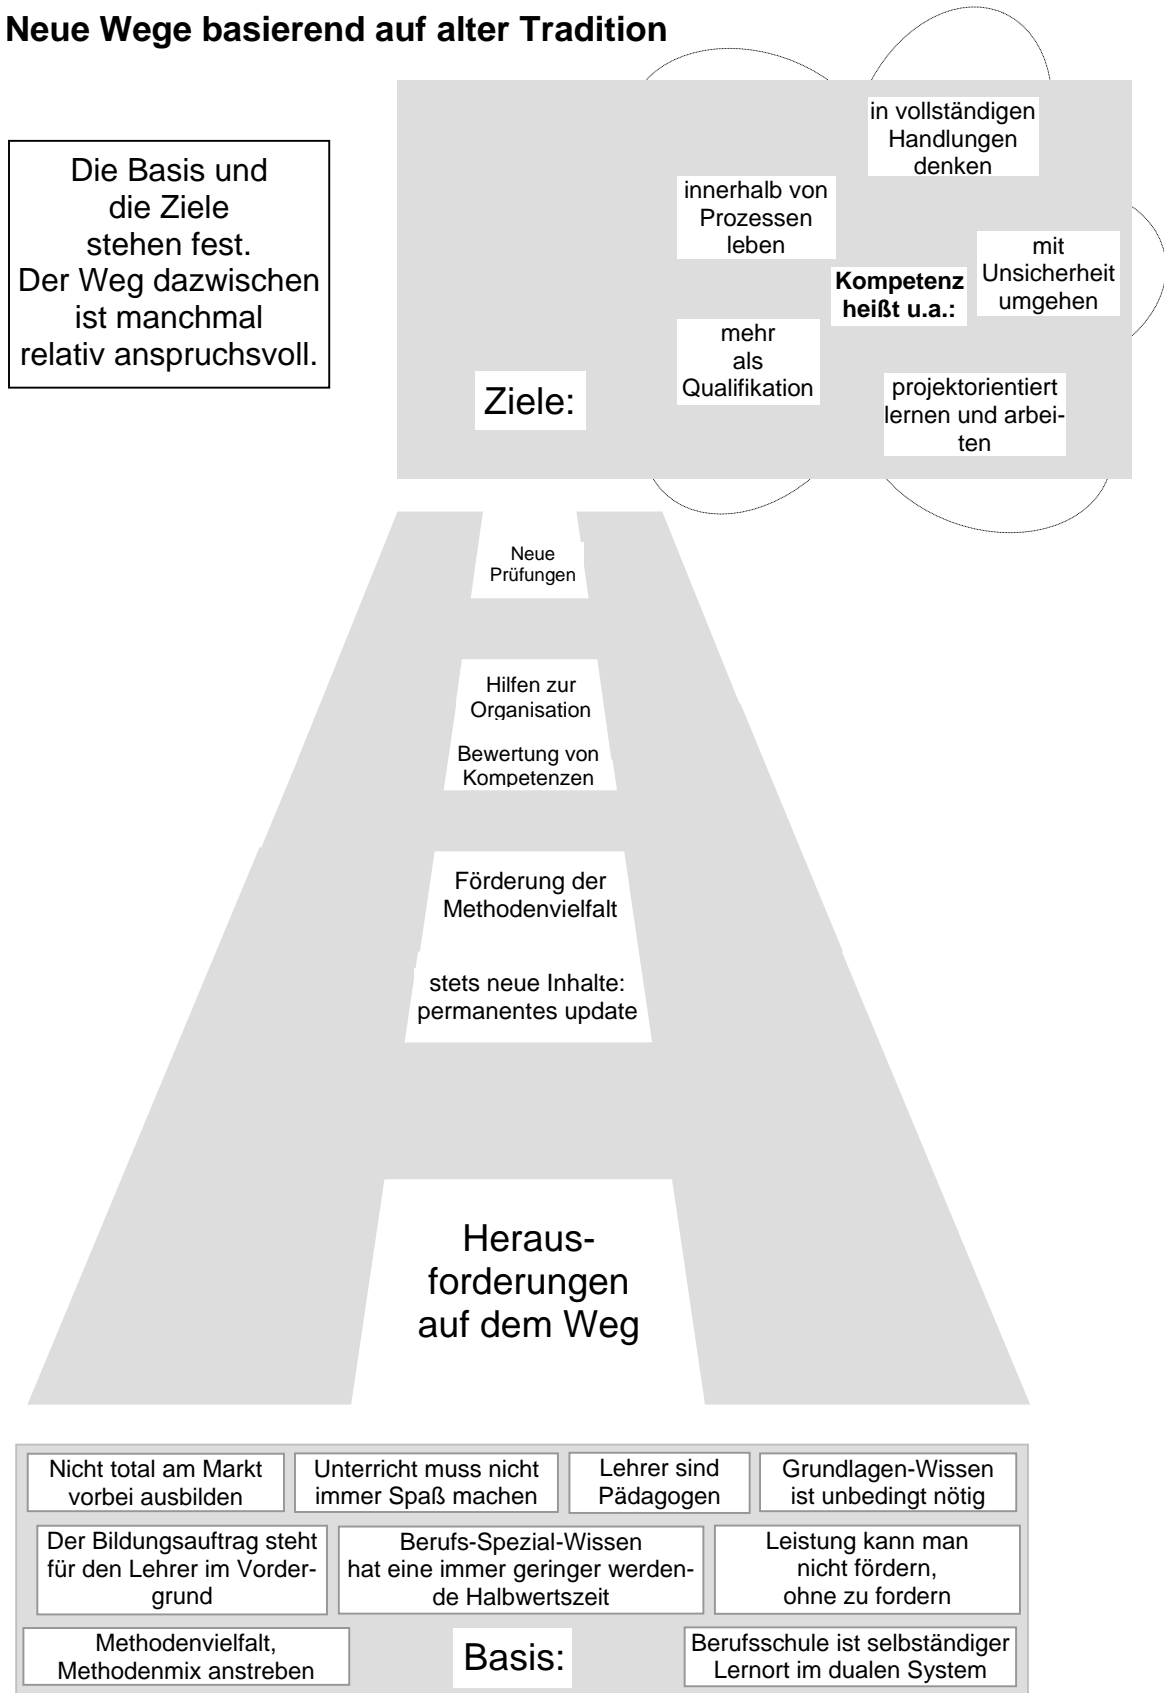 Neue Wege basierend auf alter Tradition
Die Basis und
die Ziele
stehen fest.
Der Weg dazwischen
ist manchmal
relativ anspruchsvoll.
in vollständigen
Handlungen
denken
innerhalb von
Prozessen
leben
mit
Unsicherheit
umgehen
Kompetenz
heißt u.a.:
mehr
als
Qualifikation
Ziele:
projektorientiert
lernen und arbei-
ten
Neue
Prüfungen
Hilfen zur
Organisation
Bewertung von
Kompetenzen
Förderung der
Methodenvielfalt
stets neue Inhalte:
permanentes update
Heraus-
forderungen
auf dem Weg
Nicht total am Markt
vorbei ausbilden
Unterricht muss nicht
immer Spaß machen
Lehrer sind
Pädagogen
Grundlagen-Wissen
ist unbedingt nötig
Der Bildungsauftrag steht
für den Lehrer im Vorder-
grund
Berufs-Spezial-Wissen
hat eine immer geringer werden-
de Halbwertszeit
Leistung kann man
nicht fördern,
ohne zu fordern
Methodenvielfalt,
Methodenmix anstreben
Basis:
Berufsschule ist selbständiger
Lernort im dualen System